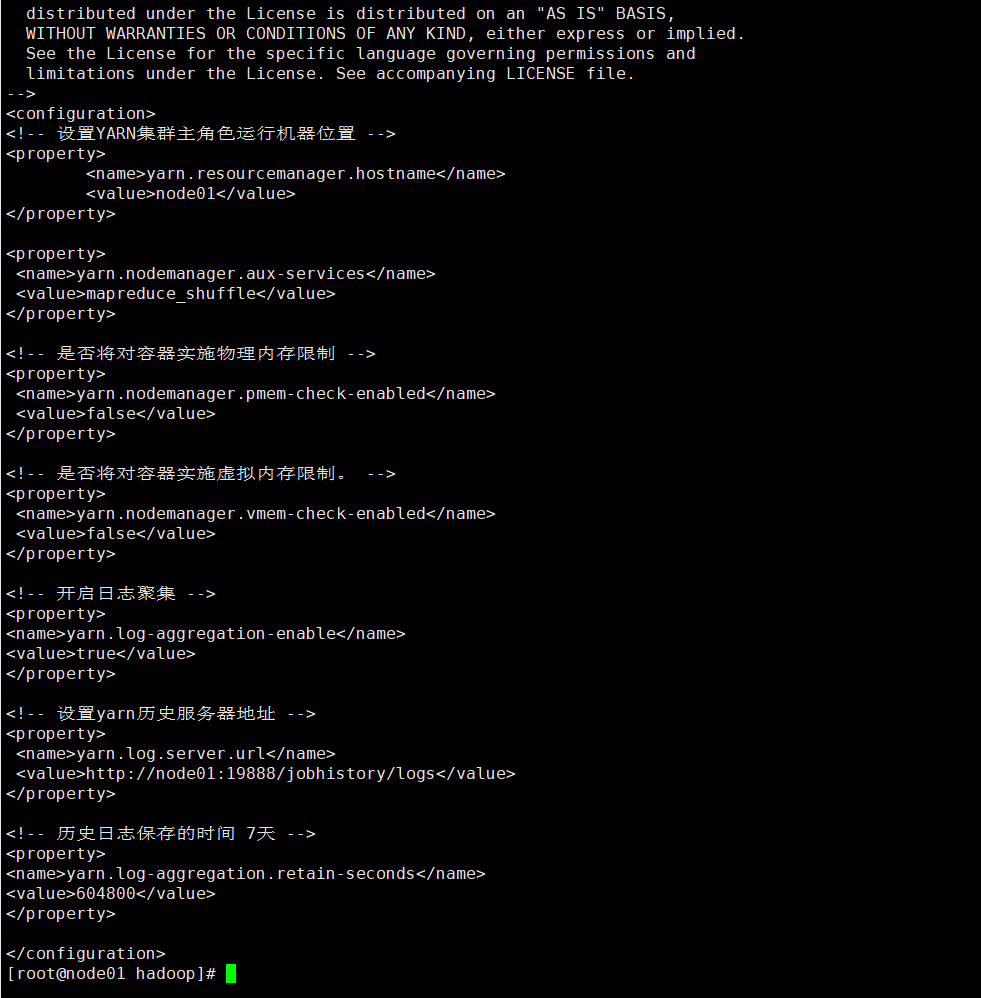 distributed under the License is distributed on an "AS IS" BASIS,
WITHOUT WARRANTIES OR CONDITIONS OF ANY KIND, either express or implied.
See the License for the specific language governing permissions and
limitations under the License. See accompanying LICENSE file.
-->
<configuration>
<!-- 设置YARN集群主角色运行机器位置 -->
<property>
<name>yarn.resourcemanager.hostname</name>
<value>node01</value>
</property>
<property>
<name>yarn.nodemanager.aux-services</name>
<value>mapreduce_shuffle</value>
</property>
<!-- 是否将对容器实施物理内存限制 -->
<property>
<name>yarn.nodemanager.pmem-check-enabled</name>
<value>false</value>
</property>
<!-- 是否将对容器实施虚拟内存限制。 -->
<property>
<name>yarn.nodemanager.vmem-check-enabled</name>
<value>false</value>
</property>
<!-- 开启日志聚集 -->
<property>
<name>yarn.log-aggregation-enable</name>
<value>true</value>
</property>
<!-- 设置yarn历史服务器地址 -->
<property>
<name>yarn.log.server.url</name>
<value>http://node01:19888/jobhistory/logs</value>
</property>
<!-- 历史日志保存的时间 7天 -->
<property>
<name>yarn.log-aggregation.retain-seconds</name>
<value>604800</value>
</property>
</configuration>
[root@node01 hadoop]#